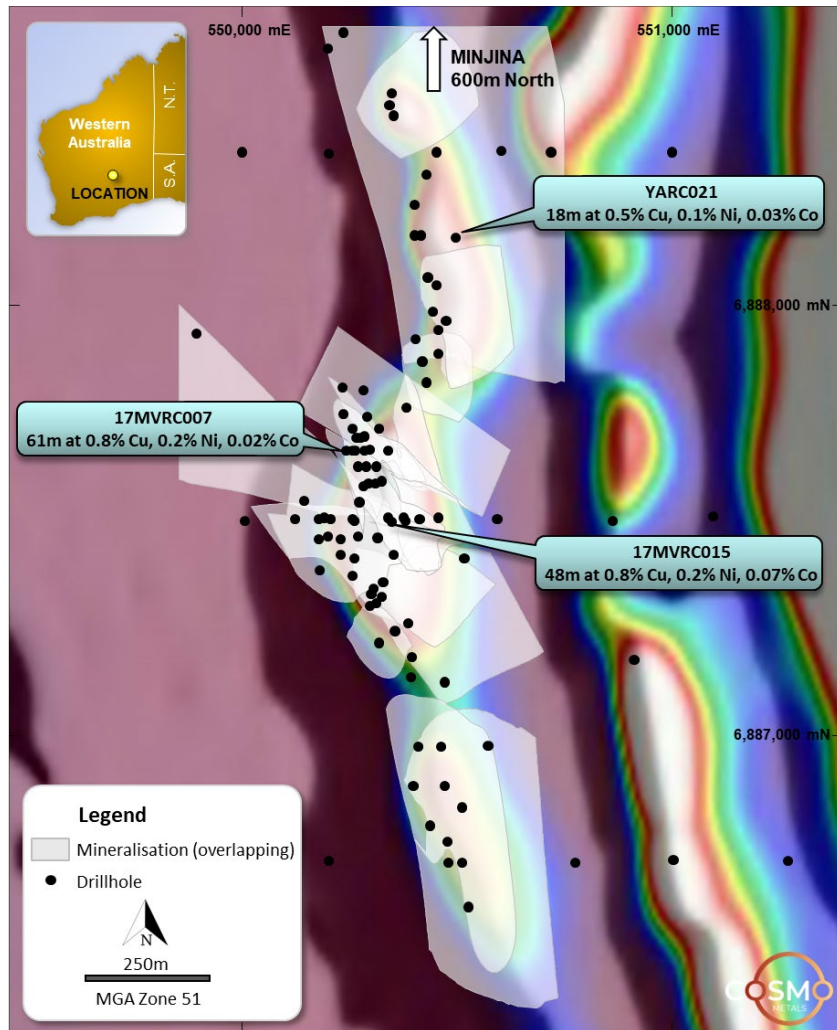 550,000 mE
551,000 mE
MINJINA
600m North
N.T.
Western
Australia
S.A.
LOCATION
YARC021
18m at 0.5% Cu, 0.1% Ni, 0.03% Co
6,888,000 mN
17MVRC007
61m at 0.8% Cu, 0.2% Ni, 0.02% Co
17MVRC015
48m at 0.8% Cu, 0.2% Ni, 0.07% Co
6,887,000 mN
Legend
Mineralisation (overlapping)
Drillhole
N
250m
MGA Zone 51
COSMO
METALS